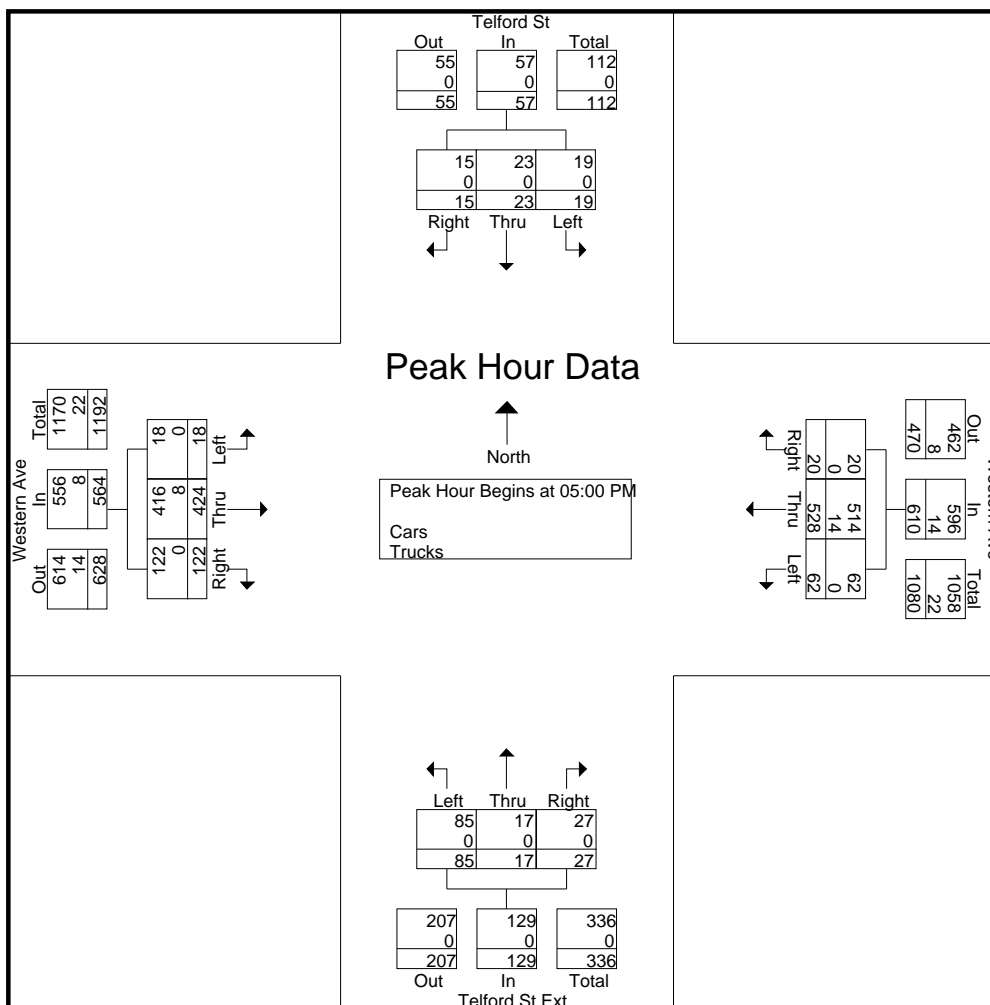 Telford St
Out In Total
55 57 112
0 0 0
55 57 112
15 23 19
0 0 0
15 23 19
Right Thru Left
Peak Hour Data
North
Peak Hour Begins at 05:00 PM
Cars
Trucks
Western Ave
Total In Out
1170 556 614
22 8 14
1192 564 628
18 416 122
0 8 0
18 424 122
Left Thru Right
Out In Total
462 596 1058
8 14 22
470 610 1080
20 514 62
0 14 0
20 528 62
Right Thru Left
Left Thru Right
85 17 27
0 0 0
85 17 27
207 129 336
0 0 0
207 129 336
Out In Total
Telford St Ext